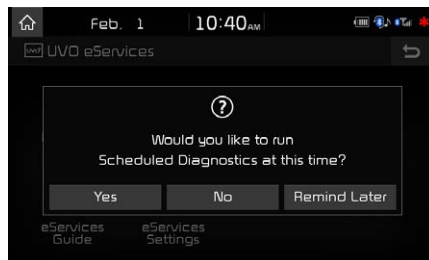 Feb. 1 10:40AM
UVO eServices
Would you like to run
Scheduled Diagnostics at this time?
Yes No Remind Later
eServices eServices
Guide Settings